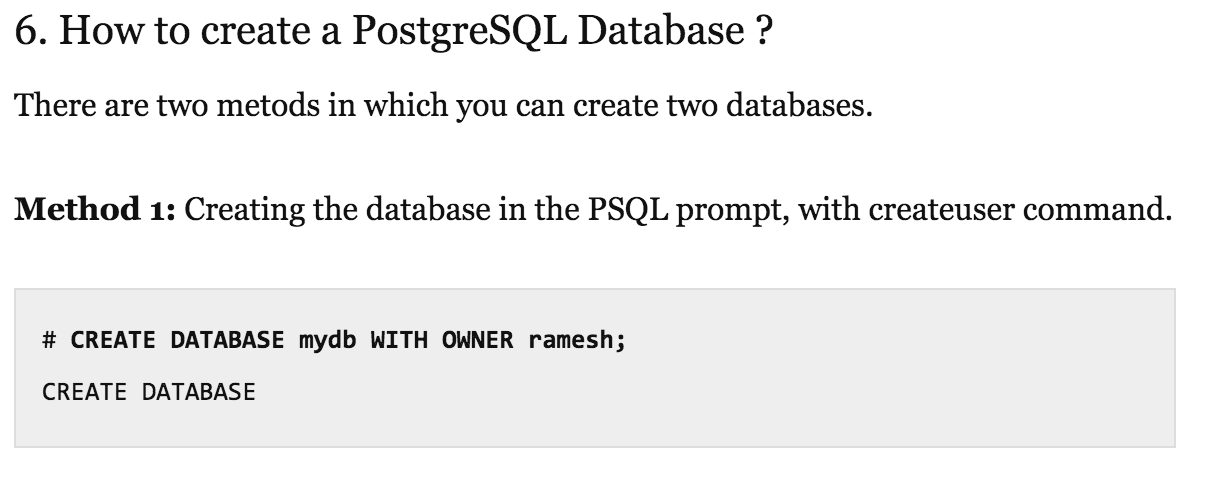 6. How to create a PostgreSQL Database ?
There are two metods in which you can create two databases.
Method 1: Creating the database in the PSQL prompt, with createuser command.
# CREATE DATABASE mydb WITH OWNER ramesh;
CREATE DATABASE